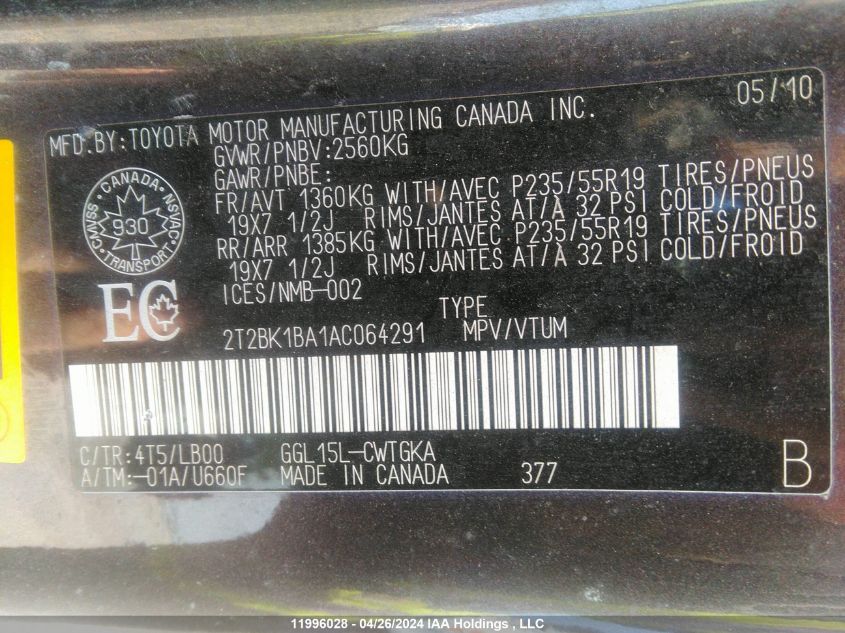 05/10
MFD.BY:TOYOTA MOTOR MANUFACTURING CANADA INC.
GVWR/PNBV:2560KG
GAWR/PNBE:
FR/AVT 1360KG WITH/AVEC P235/55R19 TIRES/PNEUS
19X7 1/2J RIMS/JANTES AT/À 32 PSI COLD/FROID
RR/ARR 1385KG WITH/AVEC P235/55R19 TIRES/PNEUS
19X7 1/2J RIMS/JANTES AT/À 32 PSI COLD/FROID
ICES/NMB-002
CANADA
CMVSS 930 NSVAC
TRANSPORT
EC
TYPE
2T2BK1BA1AC064291 MPV/VTUM
C/TR:4T5/LB00 GGL15L-CWTGKA
A/TM:-01A/U660F MADE IN CANADA 377 B
11996028 - 04/26/2024 IAA Holdings , LLC